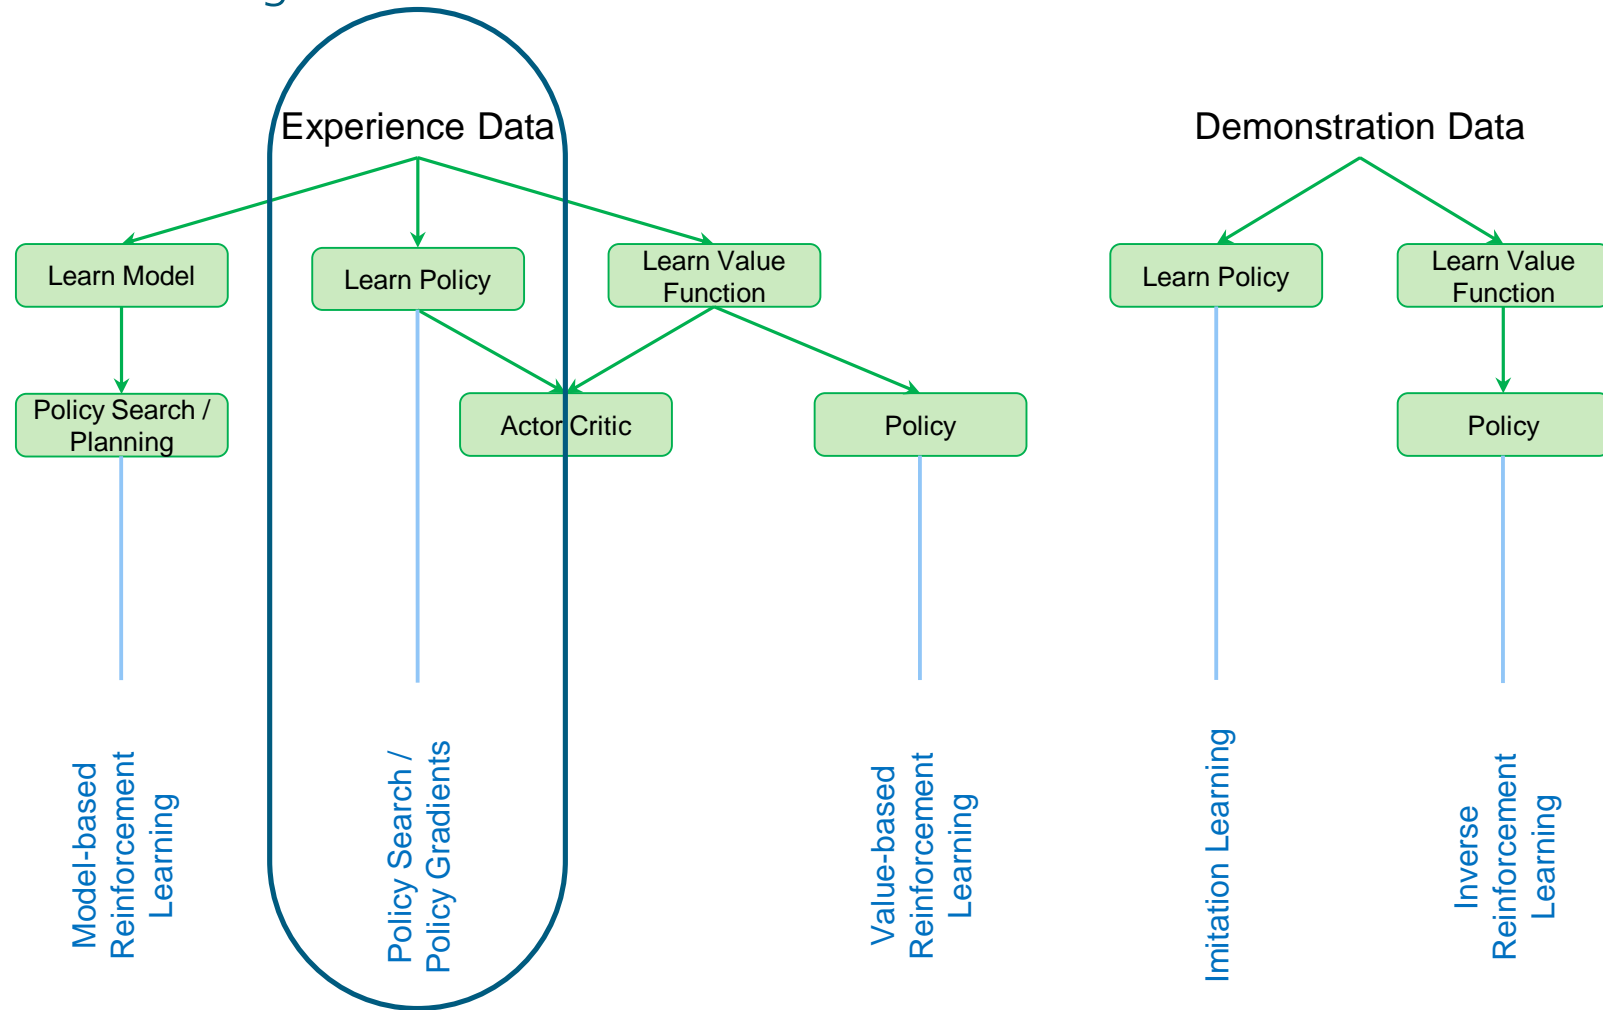 Experience Data
Demonstration Data
Learn Model
Learn Policy
Learn Value
Function
Learn Policy
Learn Value
Function
Policy Search /
Planning
Actor Critic
Policy
Policy
Model-based
Reinforcement
Learning
Policy Search /
Policy Gradients
Value-based
Reinforcement
Learning
Imitation Learning
Inverse
Reinforcement
Learning